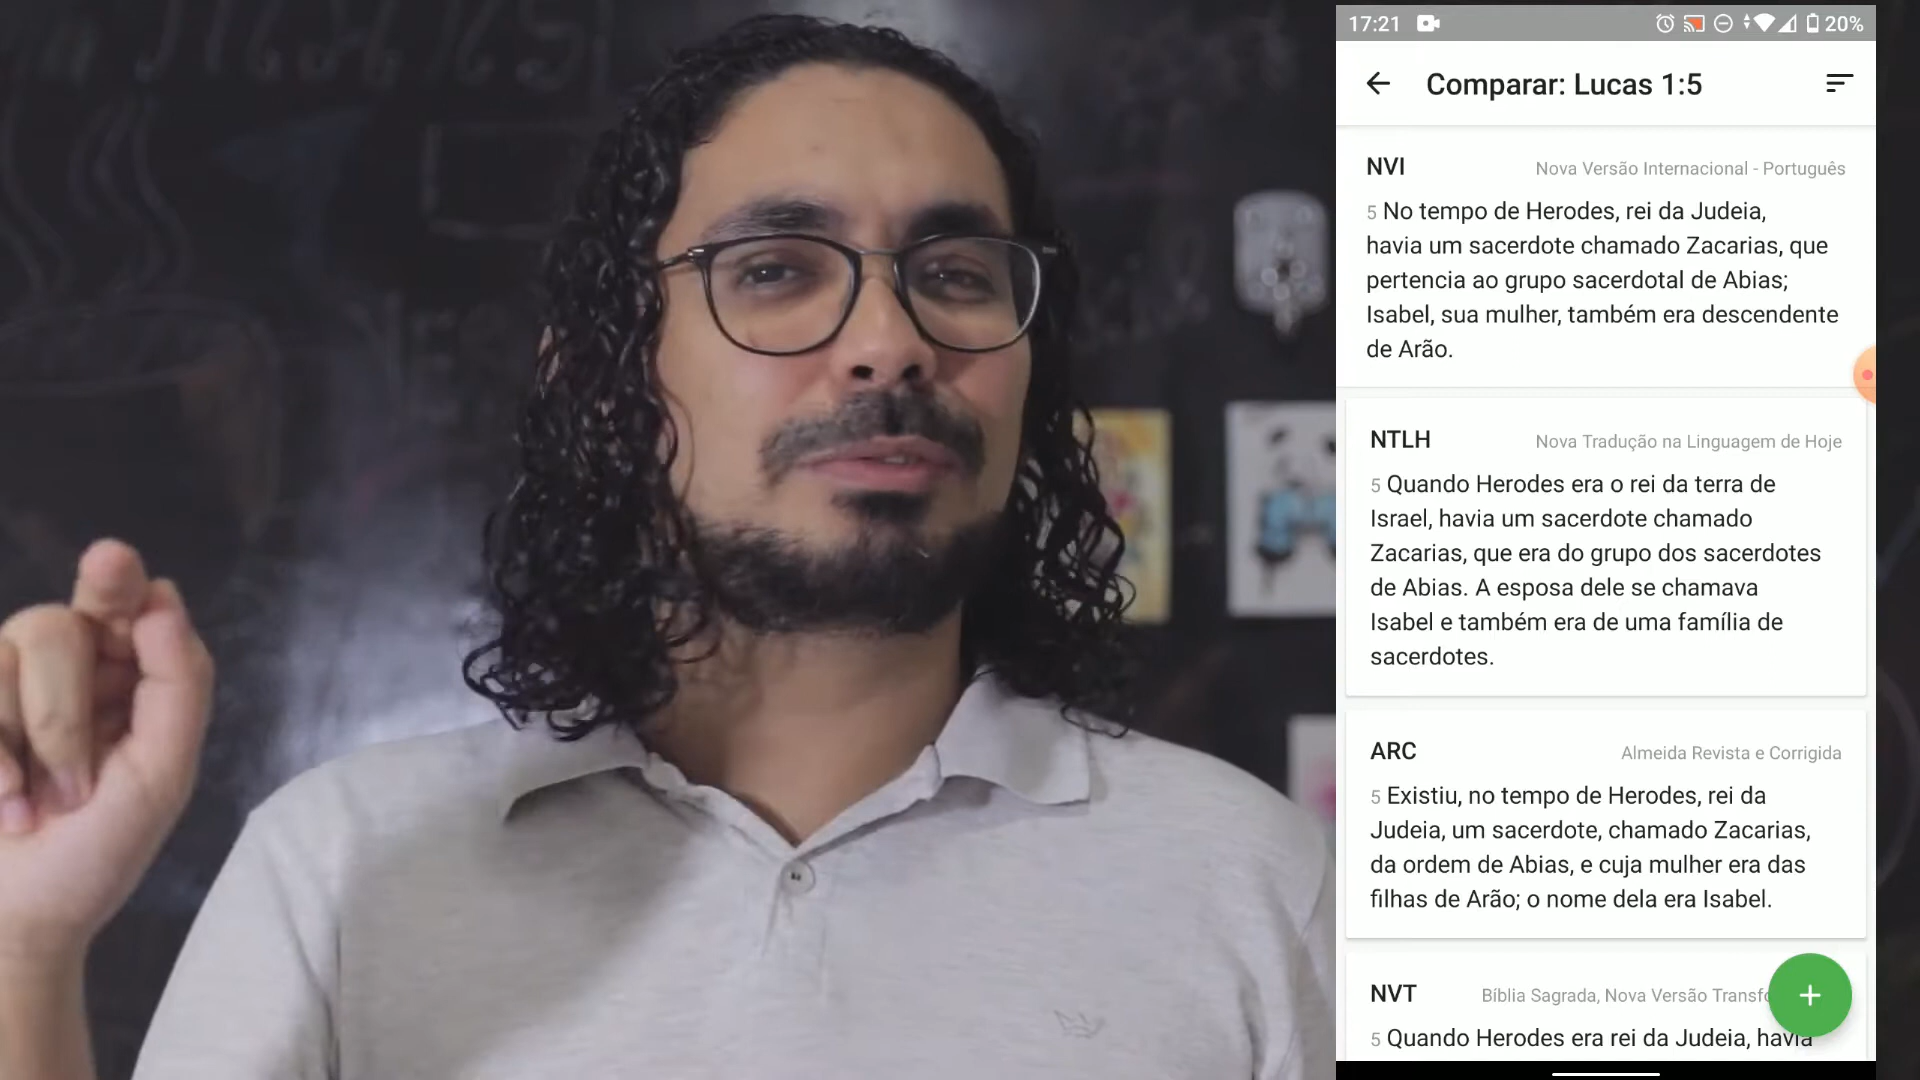 17:21
20%
Comparar: Lucas 1:5
NVI Nova Versão Internacional - Português
5 No tempo de Herodes, rei da Judeia,
havia um sacerdote chamado Zacarias, que
pertencia ao grupo sacerdotal de Abias;
Isabel, sua mulher, também era descendente
de Arão.
NTLH Nova Tradução na Linguagem de Hoje
5 Quando Herodes era o rei da terra de
Israel, havia um sacerdote chamado
Zacarias, que era do grupo dos sacerdotes
de Abias. A esposa dele se chamava
Isabel e também era de uma família de
sacerdotes.
ARC Almeida Revista e Corrigida
5 Existiu, no tempo de Herodes, rei da
Judeia, um sacerdote, chamado Zacarias,
da ordem de Abias, e cuja mulher era das
filhas de Arão; o nome dela era Isabel.
NVT Bíblia Sagrada, Nova Versão Transfo
5 Quando Herodes era rei da Judeia, havia